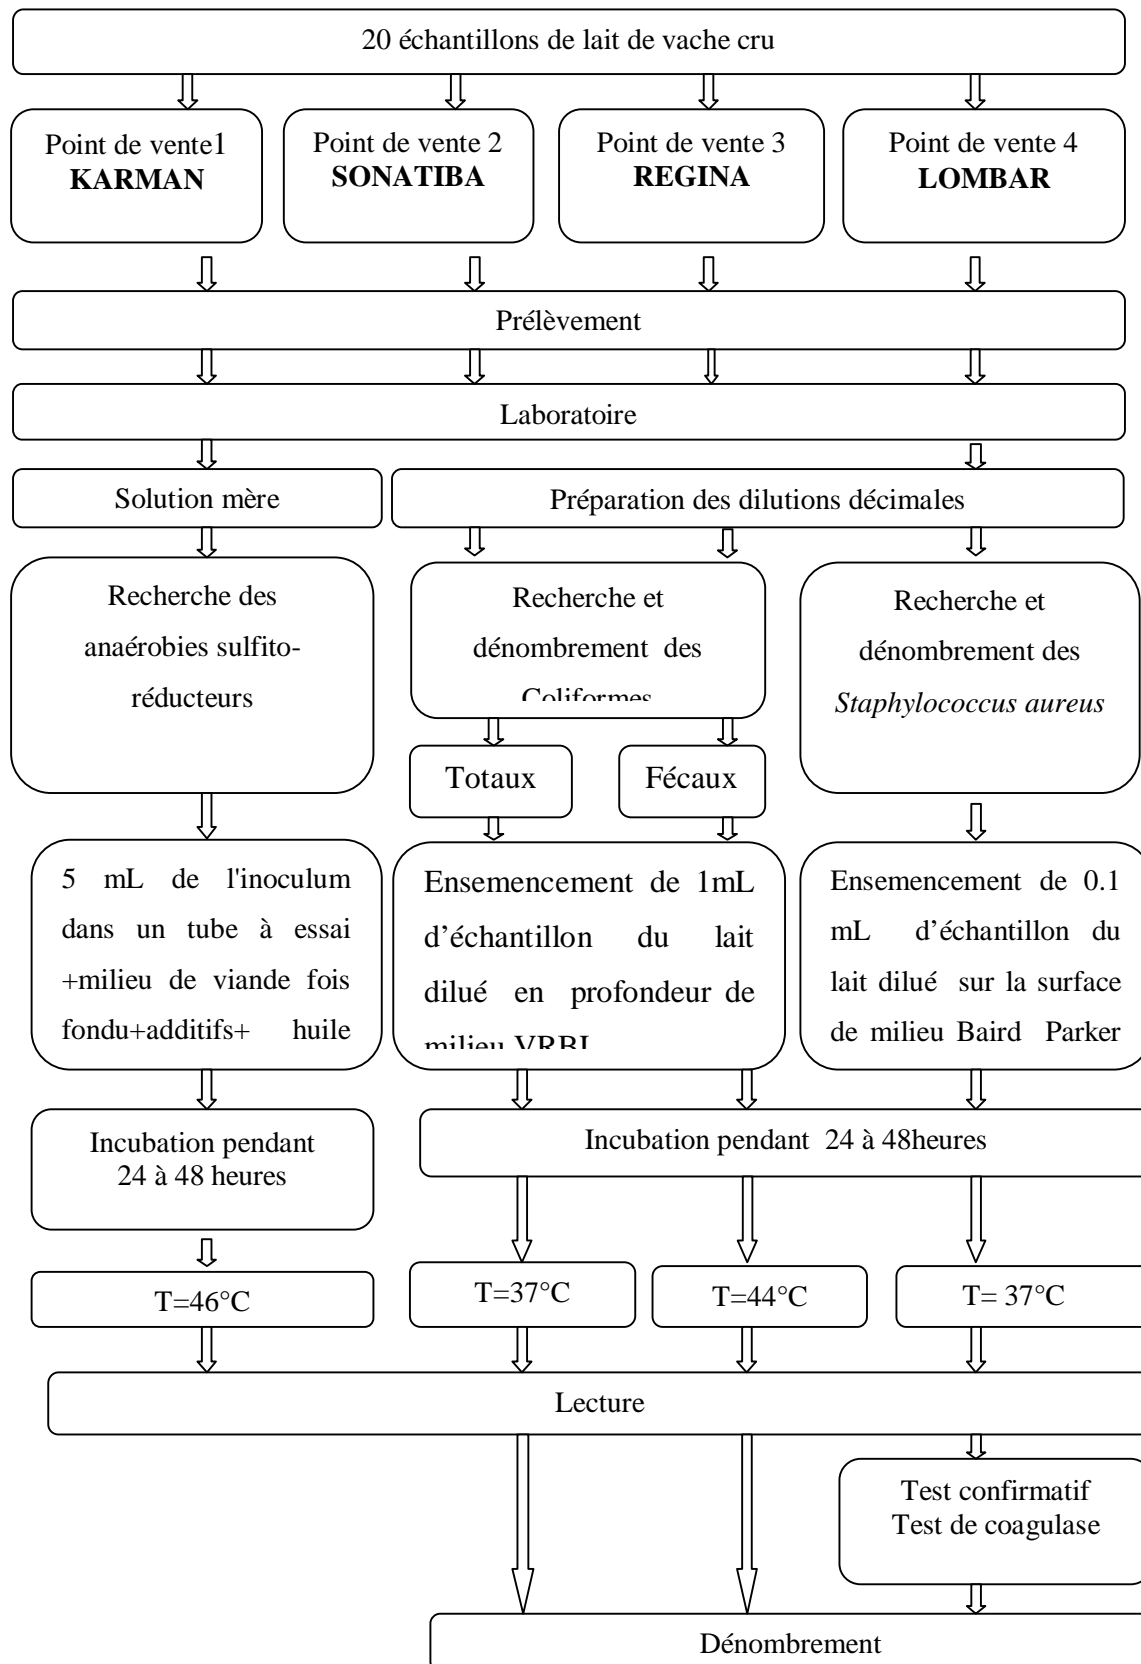 20 échantillons de lait de vache cru
Point de vente1
KARMAN
Point de vente 2
SONATIBA
Point de vente 3
REGINA
Point de vente 4
LOMBAR
Prélèvement
Laboratoire
Solution mère
Préparation des dilutions décimales
Recherche des
anaérobies sulfito-
réducteurs
Recherche et
dénombrement des
Coliformes
Recherche et
dénombrement des
Staphylococcus aureus
Totaux
Fécaux
5 mL de l'inoculum
dans un tube à essai
+milieu de viande fois
fondu+additifs+ huile
Ensemencement de 1mL
d’échantillon du lait
dilué en profondeur de
milieu VRBL
Ensemencement de 0.1
mL d’échantillon du
lait dilué sur la surface
de milieu Baird Parker
Incubation pendant
24 à 48 heures
Incubation pendant 24 à 48heures
T=46°C
T=37°C
T=44°C
T= 37°C
Lecture
Test confirmatif
Test de coagulase
Dénombrement